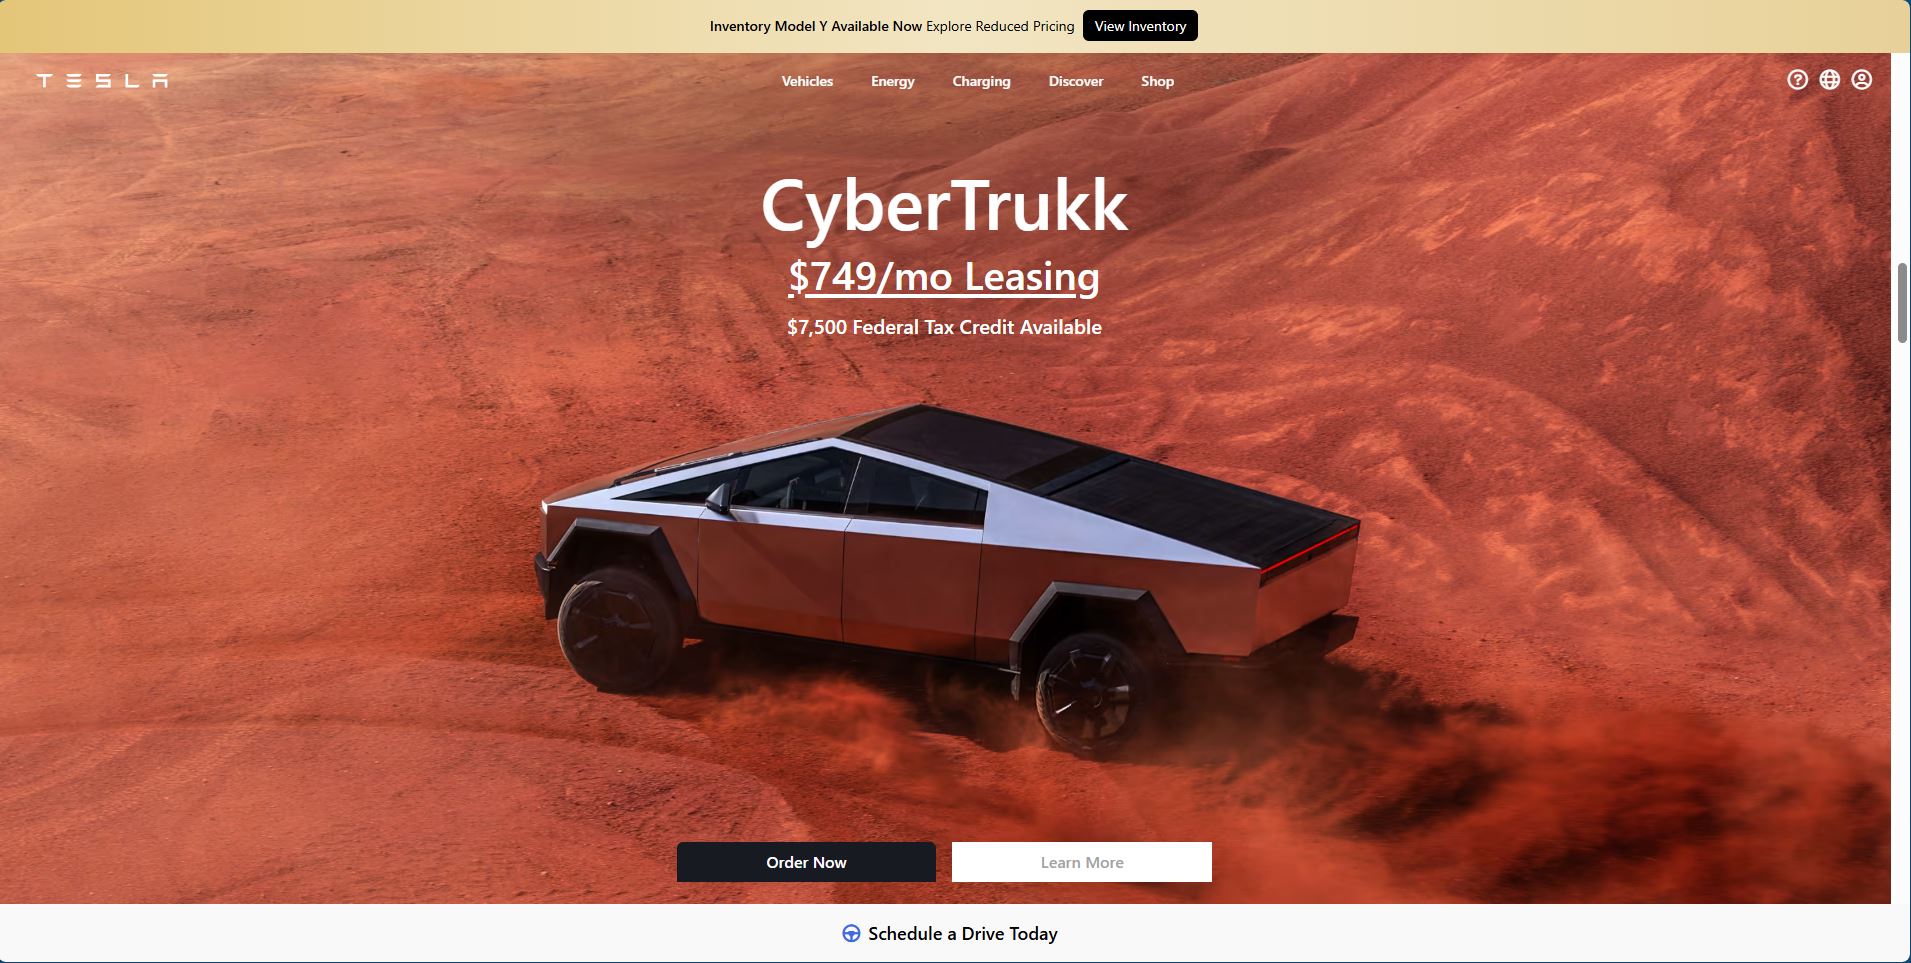 Inventory Model Y Available Now Explore Reduced Pricing View Inventory
TESLA Vehicles Energy Charging Discover Shop
CyberTrukk
$749/mo Leasing
$7,500 Federal Tax Credit Available
Order Now Learn More
Schedule a Drive Today